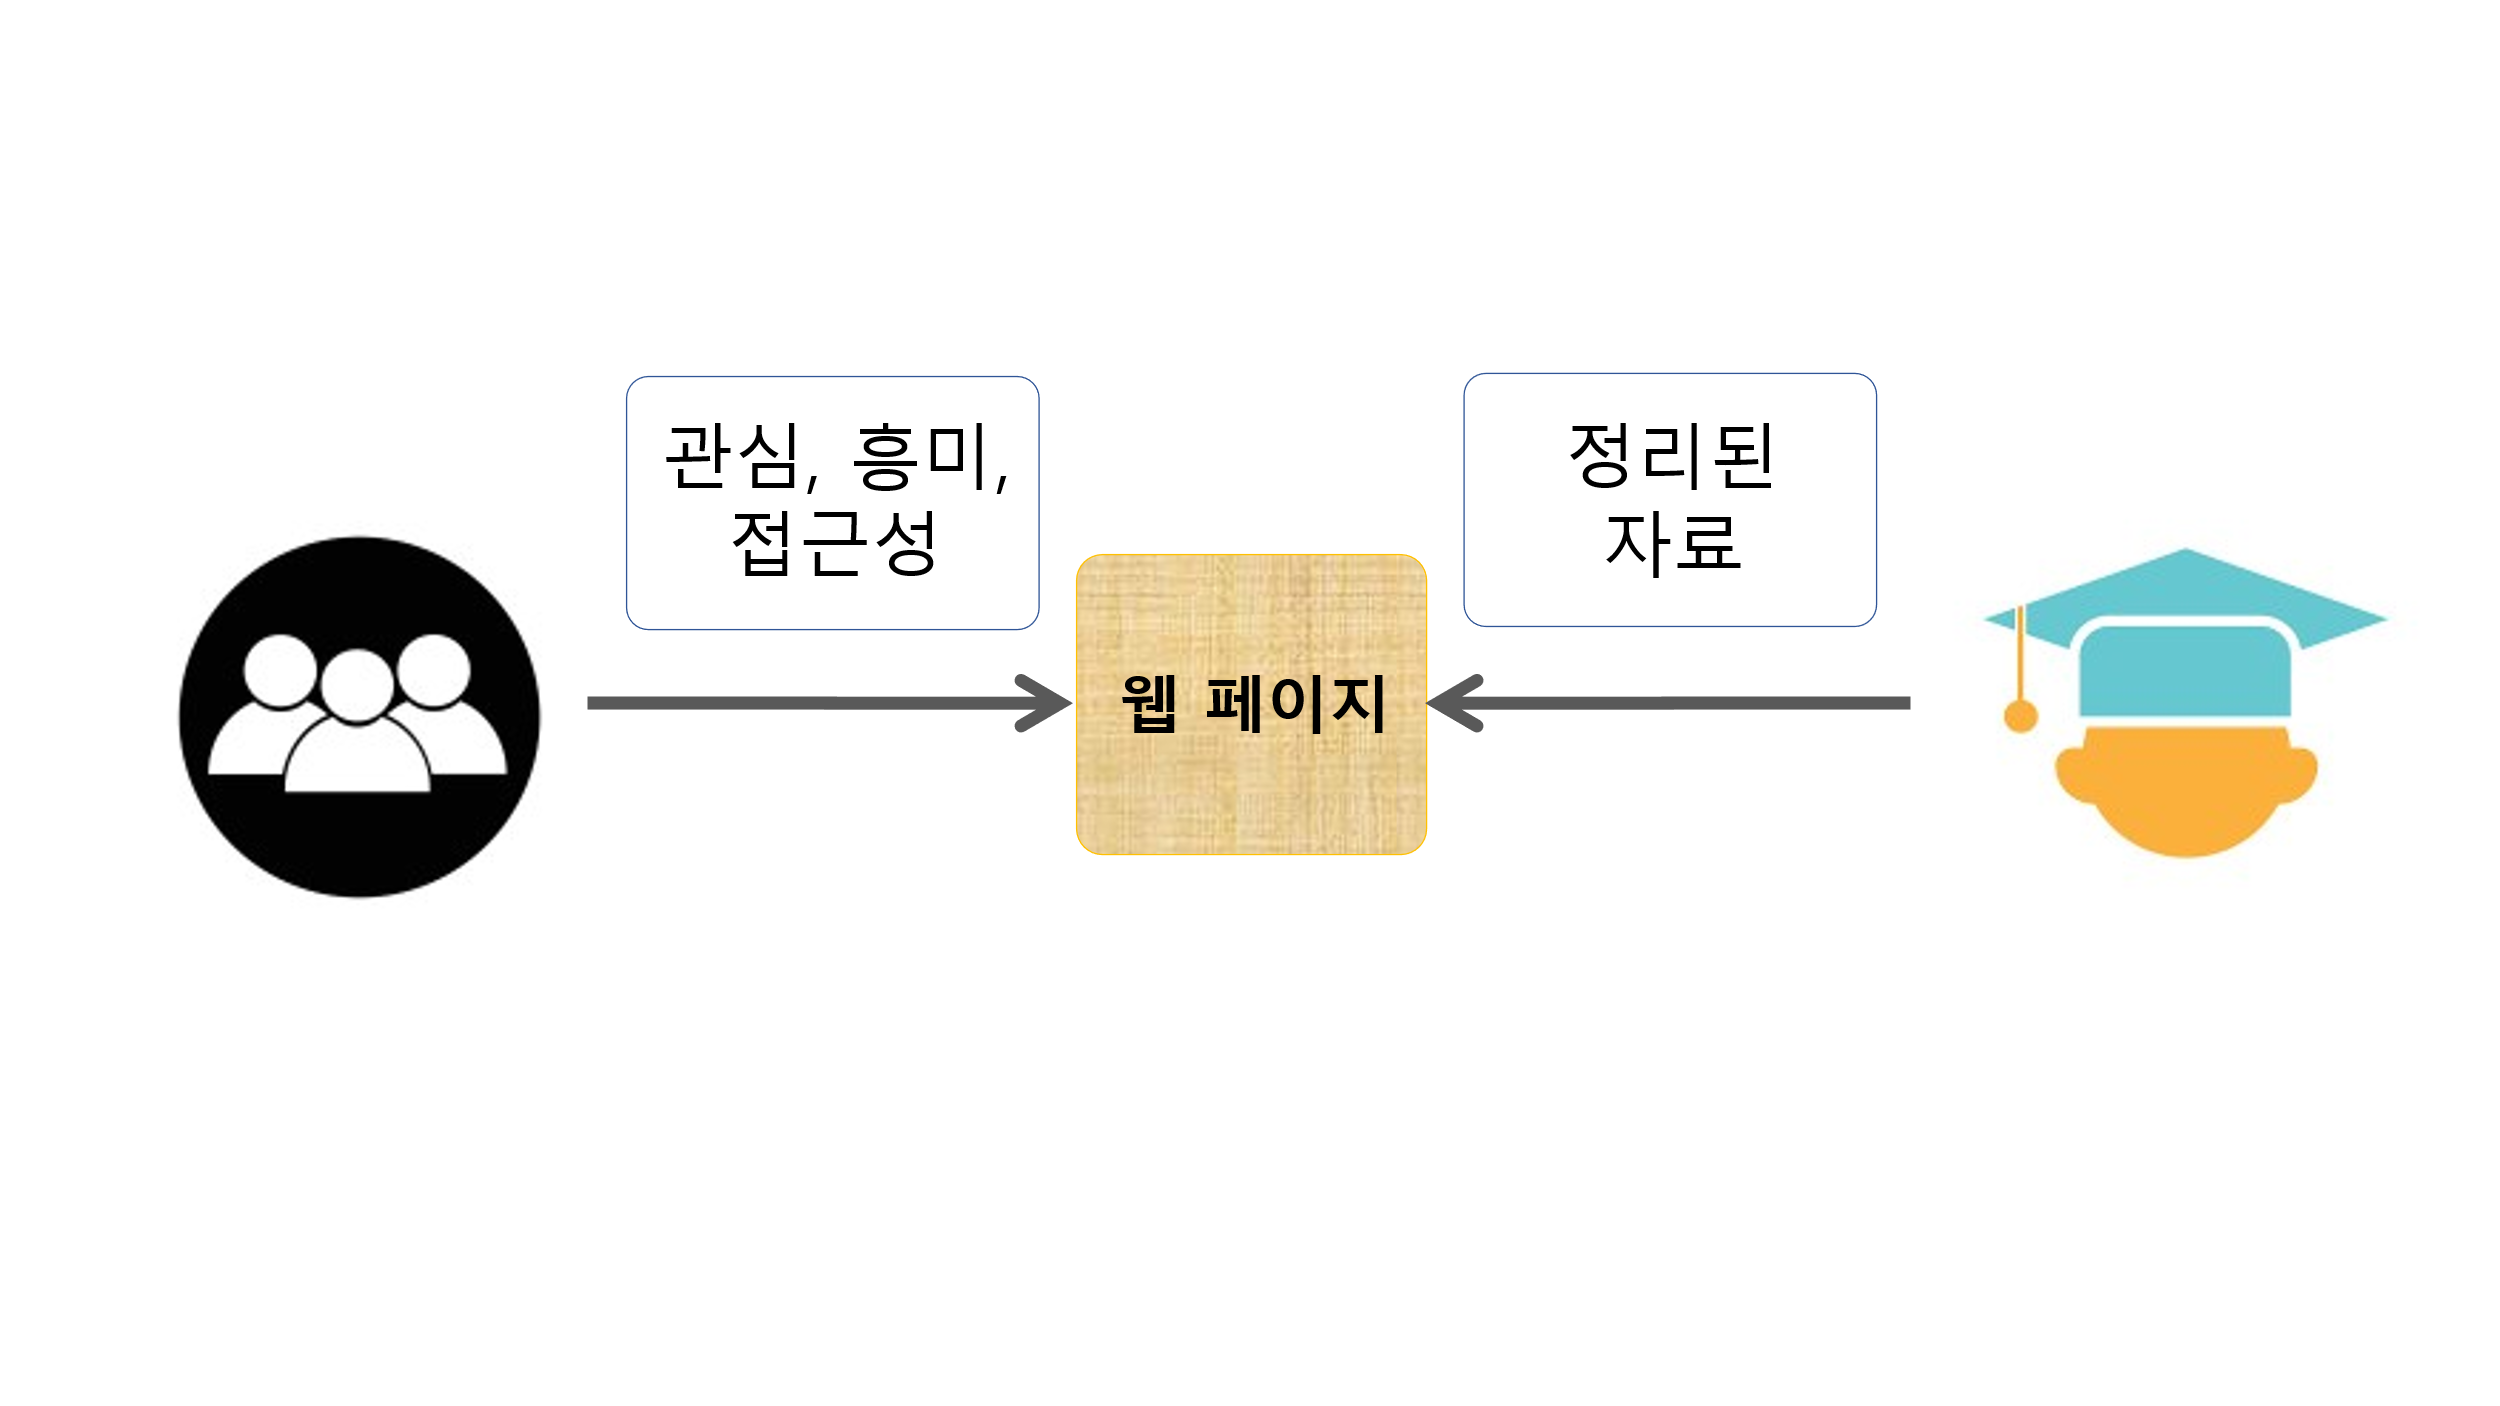 관심, 흥미,
접근성
정리된
자료
웹 페이지